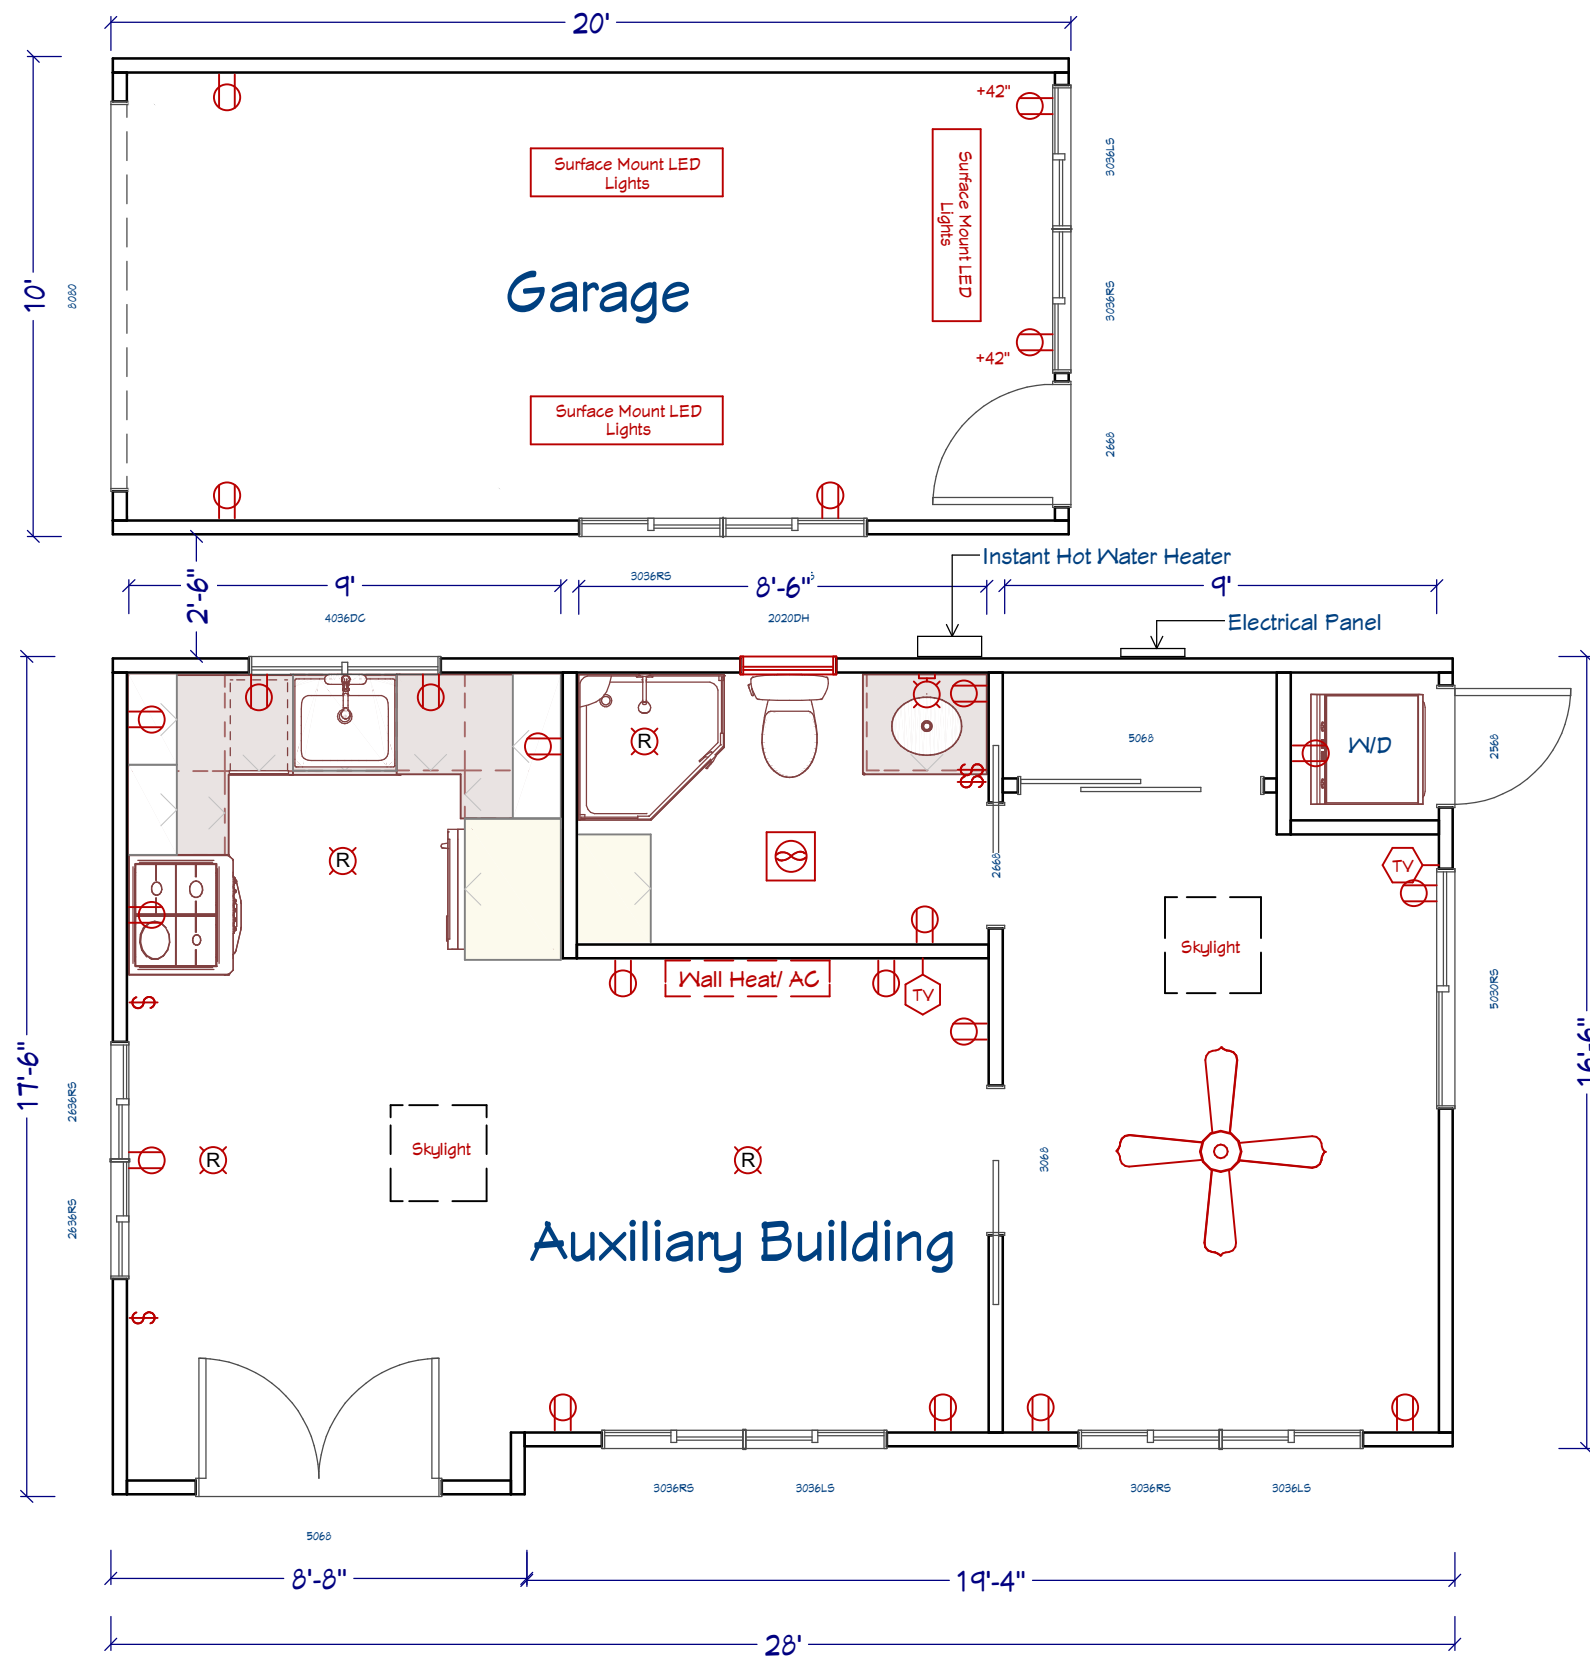 20'
+42"
Surface Mount LED
Lights
Surface Mount LED
Lights
3036LS
10'
8080
Garage
3036RS
+42"
Surface Mount LED
Lights
2668
Instant Hot Water Heater
2'-6"
9'
3036RS
8'-6"
9'
4036DC
2020DH
Electrical Panel
5068
W/D
2568
R
$$
R
2668
TV
Skylight
Wall Heat/ AC
TV
$
5030RS
17'-6"
16'-6"
2636RS
Skylight
R
R
3068
2636RS
Auxiliary Building
$
3036RS
3036LS
3036RS
3036LS
5068
8'-8"
19'-4"
28'